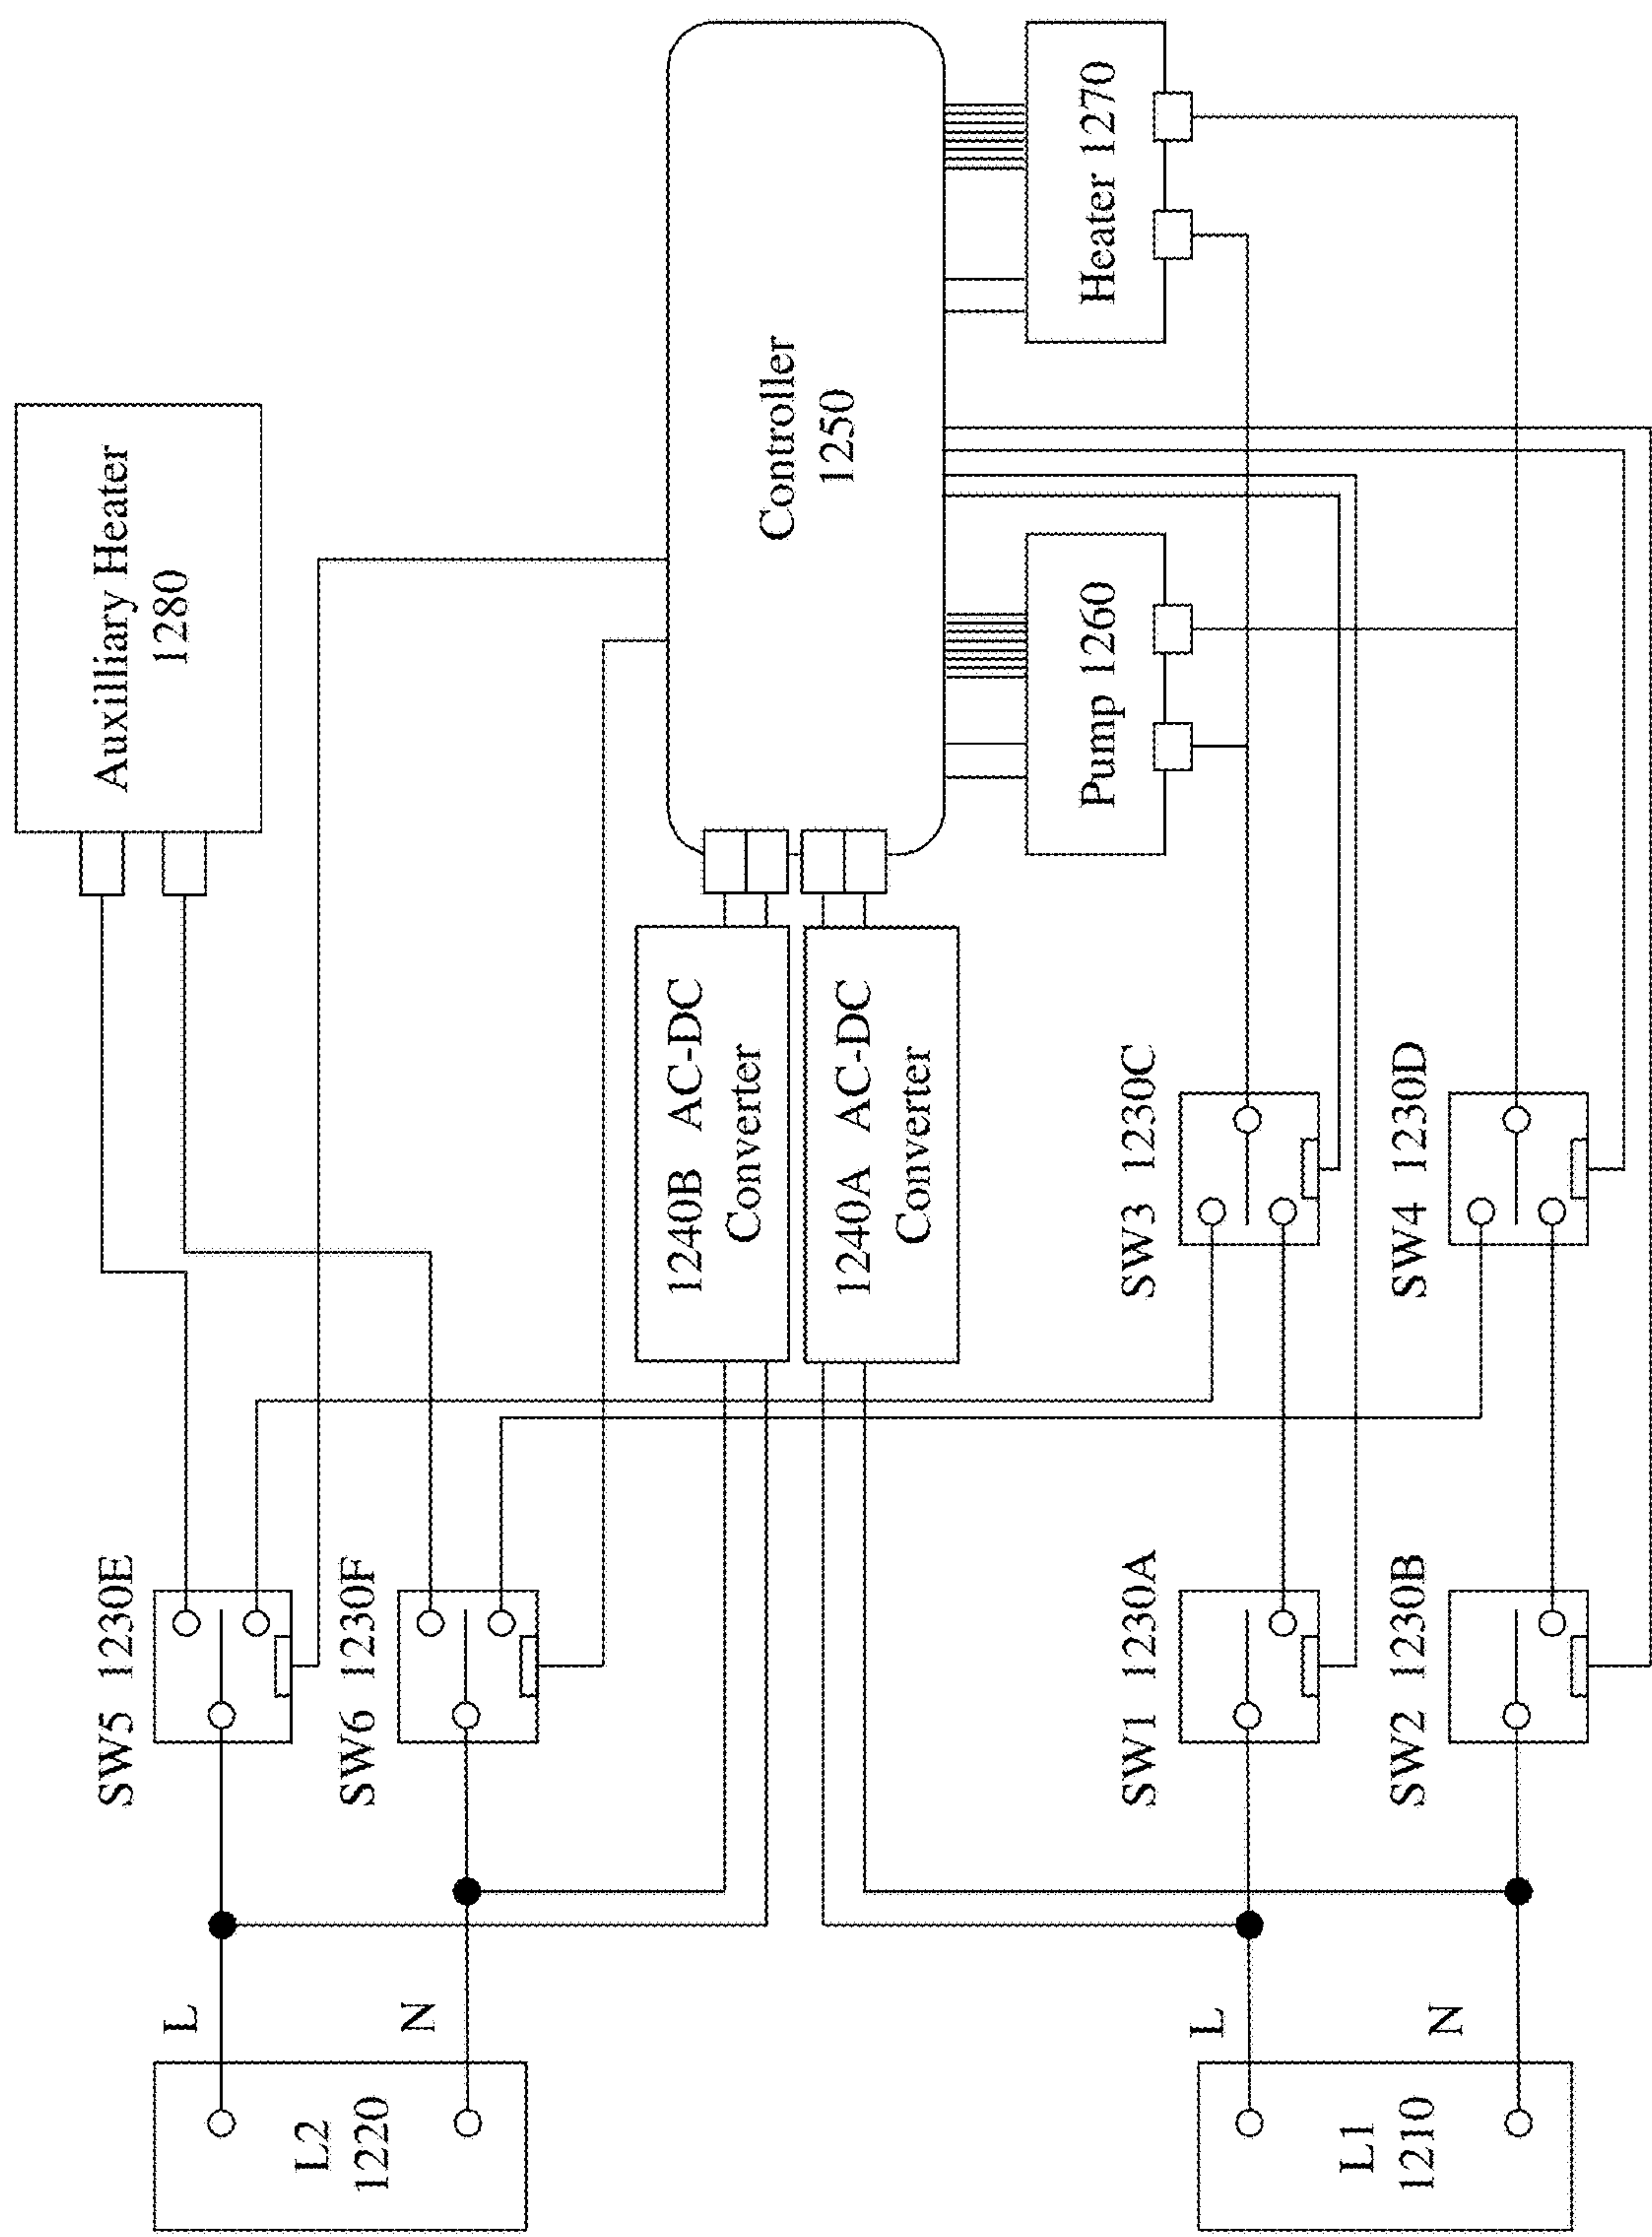 Auxilliary Heater
1280
SW5 1230E
SW6 1230F
L
N
L2
1220
1240B AC-DC
Converter
1240A AC-DC
Converter
Controller
1250
Pump 1260
Heater 1270
SW3 1230C
SW4 1230D
SW1 1230A
SW2 1230B
L
N
L1
1210